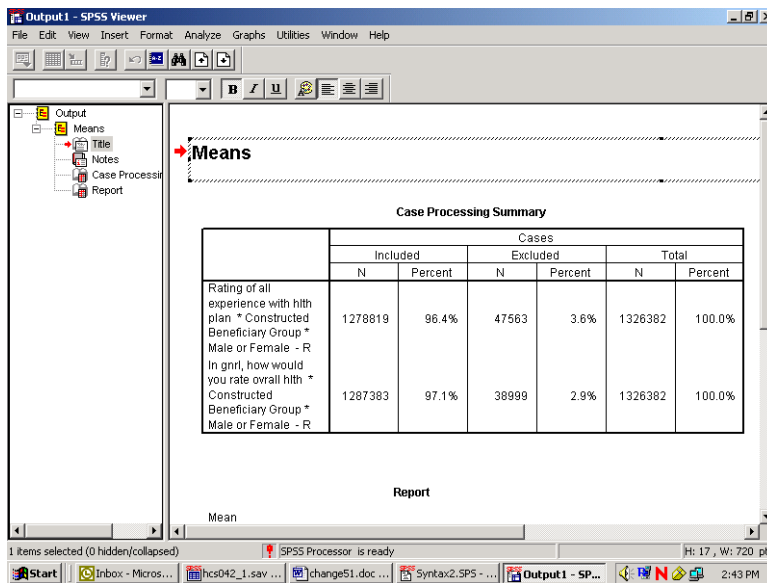 Output1 - SPSS Viewer
File Edit View Insert Format Analyze Graphs Utilities Window Help
B I U
Output
Means
Title
Notes
Case Processin
Report
Means
Case Processing Summary
Cases
Included Excluded Total
N Percent N Percent N Percent
Rating of all
experience with hlth
plan * Constructed
Beneficiary Group *
Male or Female - R
1278819 96.4% 47563 3.6% 1326382 100.0%
In gnrl, how would
you rate ovrall hlth *
Constructed
Beneficiary Group *
Male or Female - R
1287383 97.1% 38999 2.9% 1326382 100.0%
Report
Mean
1 items selected (0 hidden/collapsed) SPSS Processor is ready H: 17 , W: 720 pt
Start Inbox - Micros... hcs042_1.sav ... change51.doc ... Syntax2.SPS - ... Output1 - SP... 2:43 PM